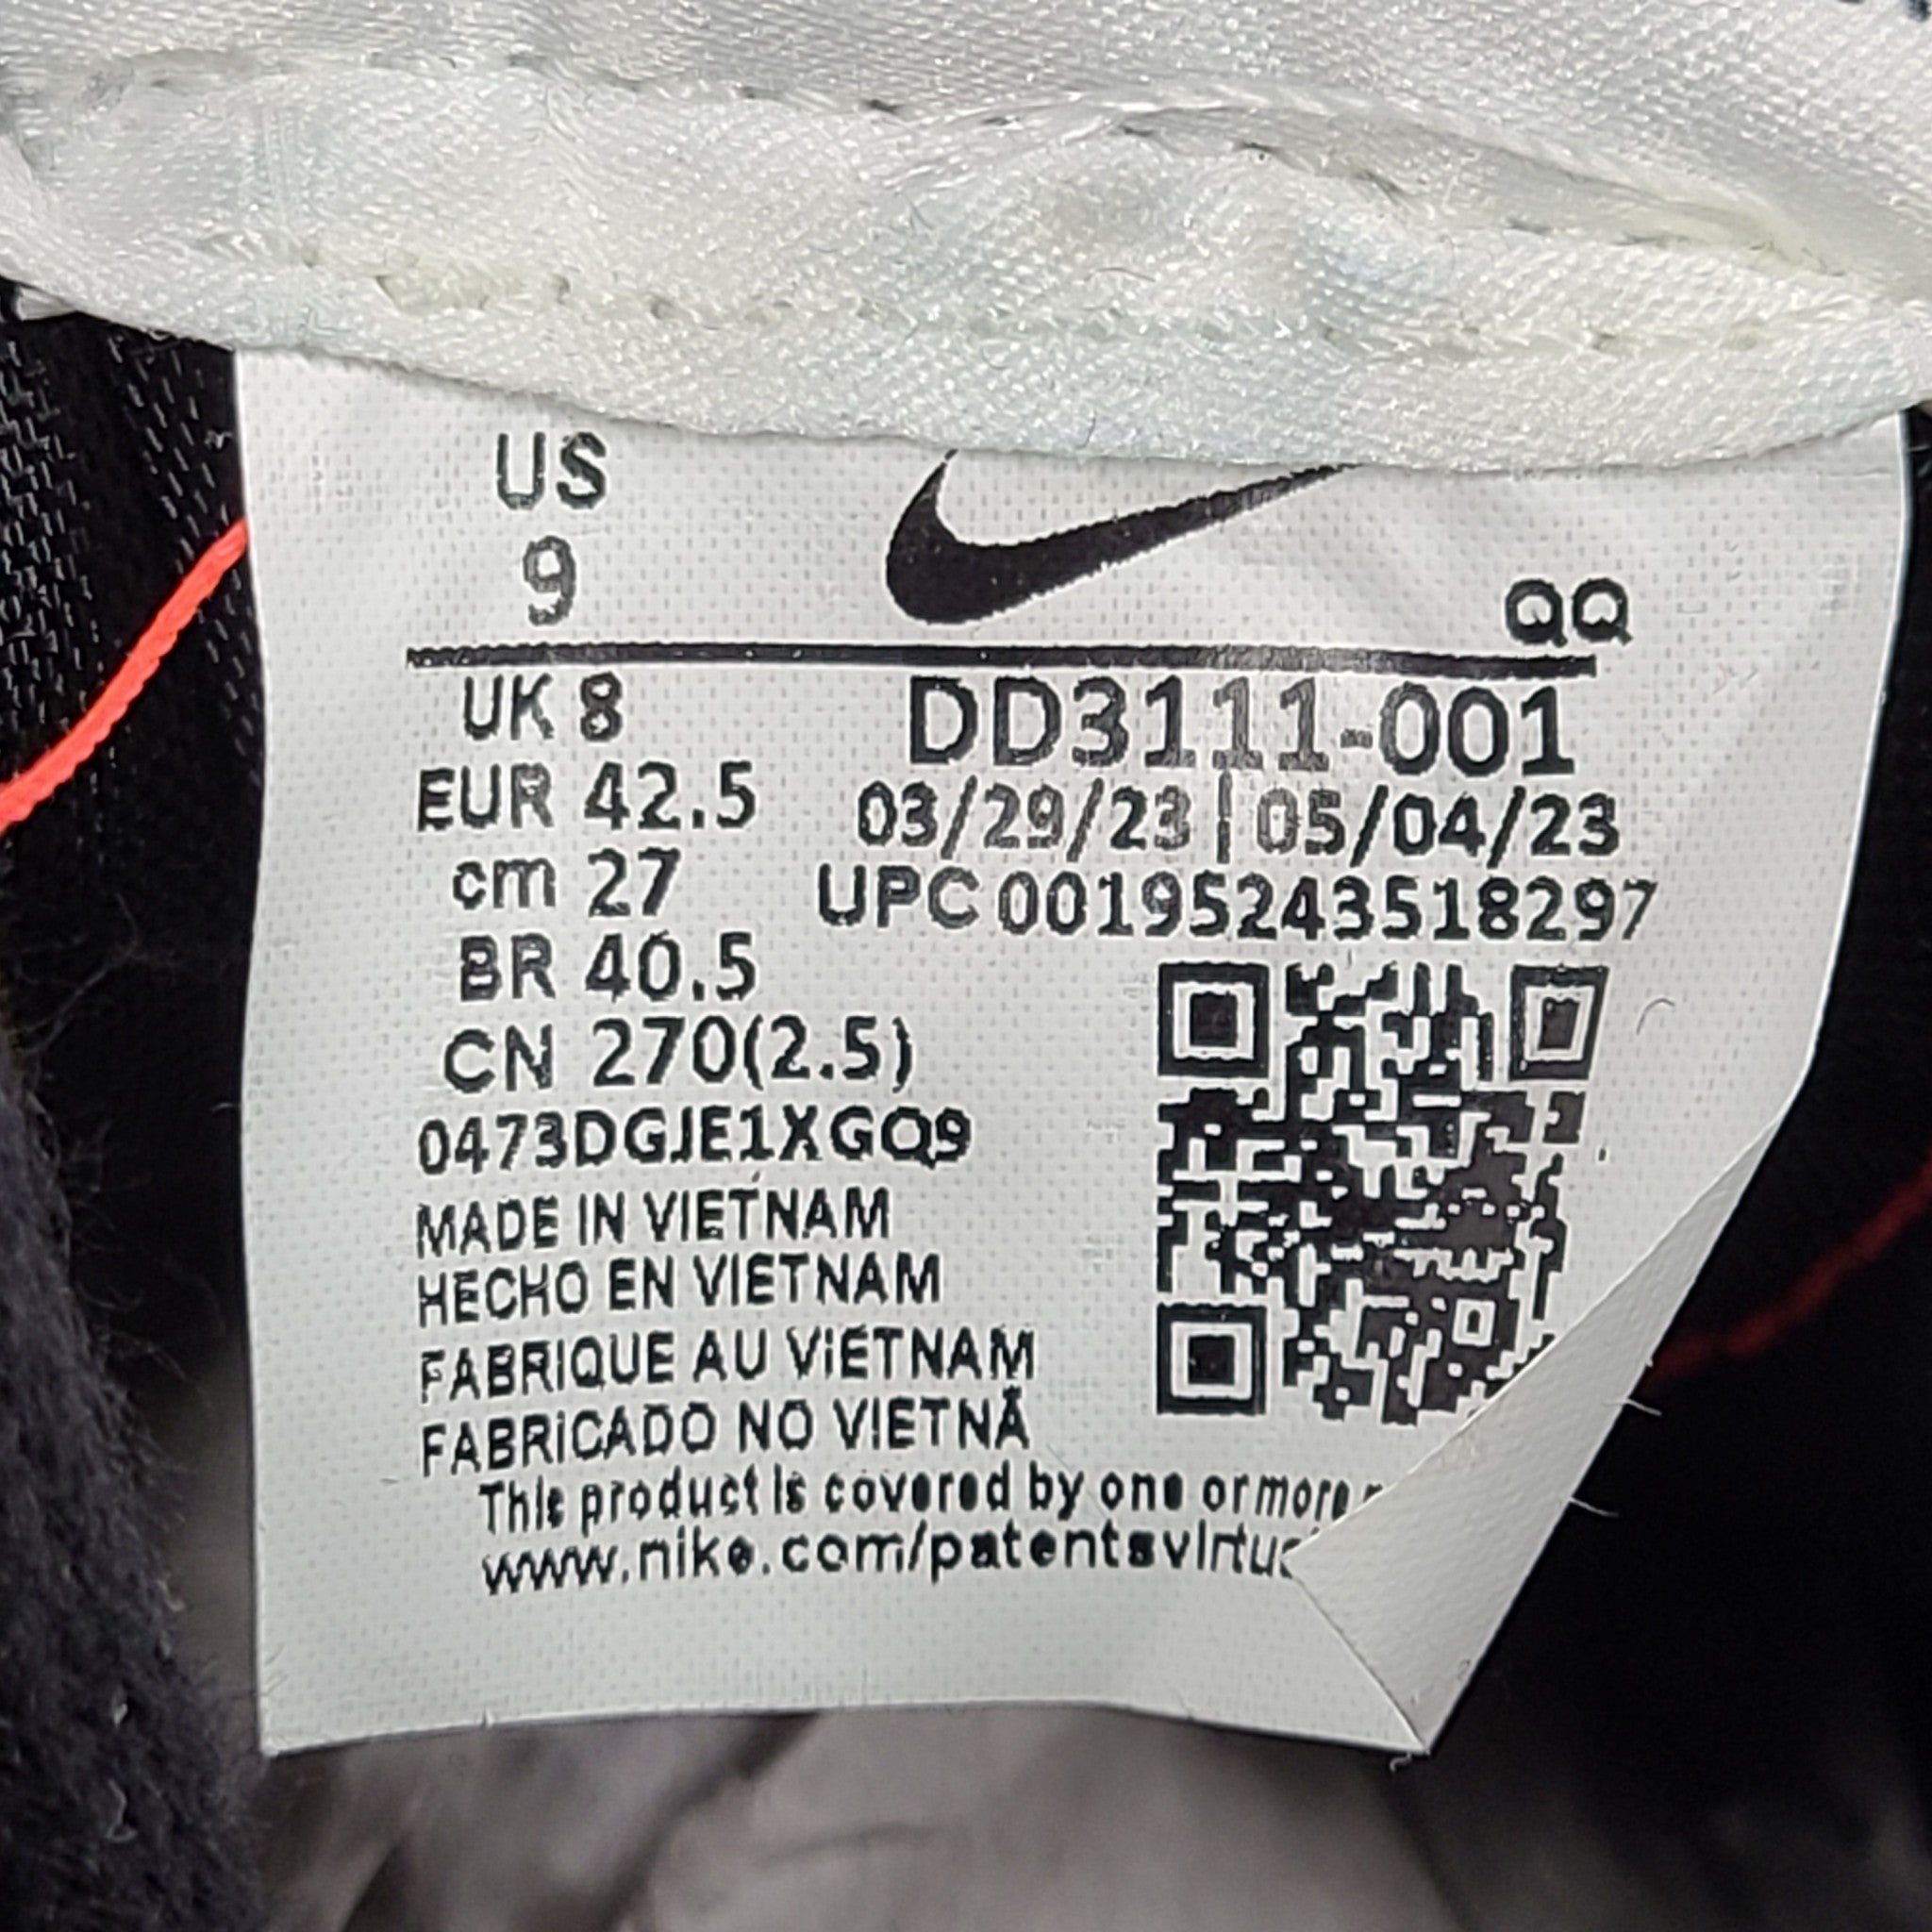 US
9
QQ
UK 8
EUR 42.5
cm 27
BR 40.5
CN 270(2.5)
DD3111-001
03/29/23 | 05/04/23
UPC 00195243518297
0473DGJE1XGQ9
MADE IN VIETNAM
HECHO EN VIETNAM
FABRIQUE AU VIÉTNAM
FABRICADO NO VIETNÃ
This product is covered by one or more
www.nike.com/patentsvirtu